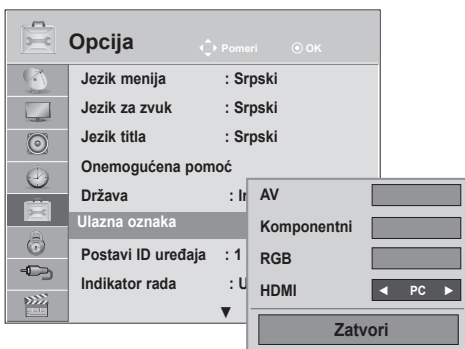 Opcija
Pomeri
OK
Jezik menija : Srpski
Jezik za zvuk : Srpski
Jezik titla : Srpski
Onemogućena pomoć
Država :
Ulazna oznaka
Postavi ID uređaja : 1
Indikator rada : U
▼
AV
Komponentni
RGB
HDMI ◄ PC ►
Zatvori